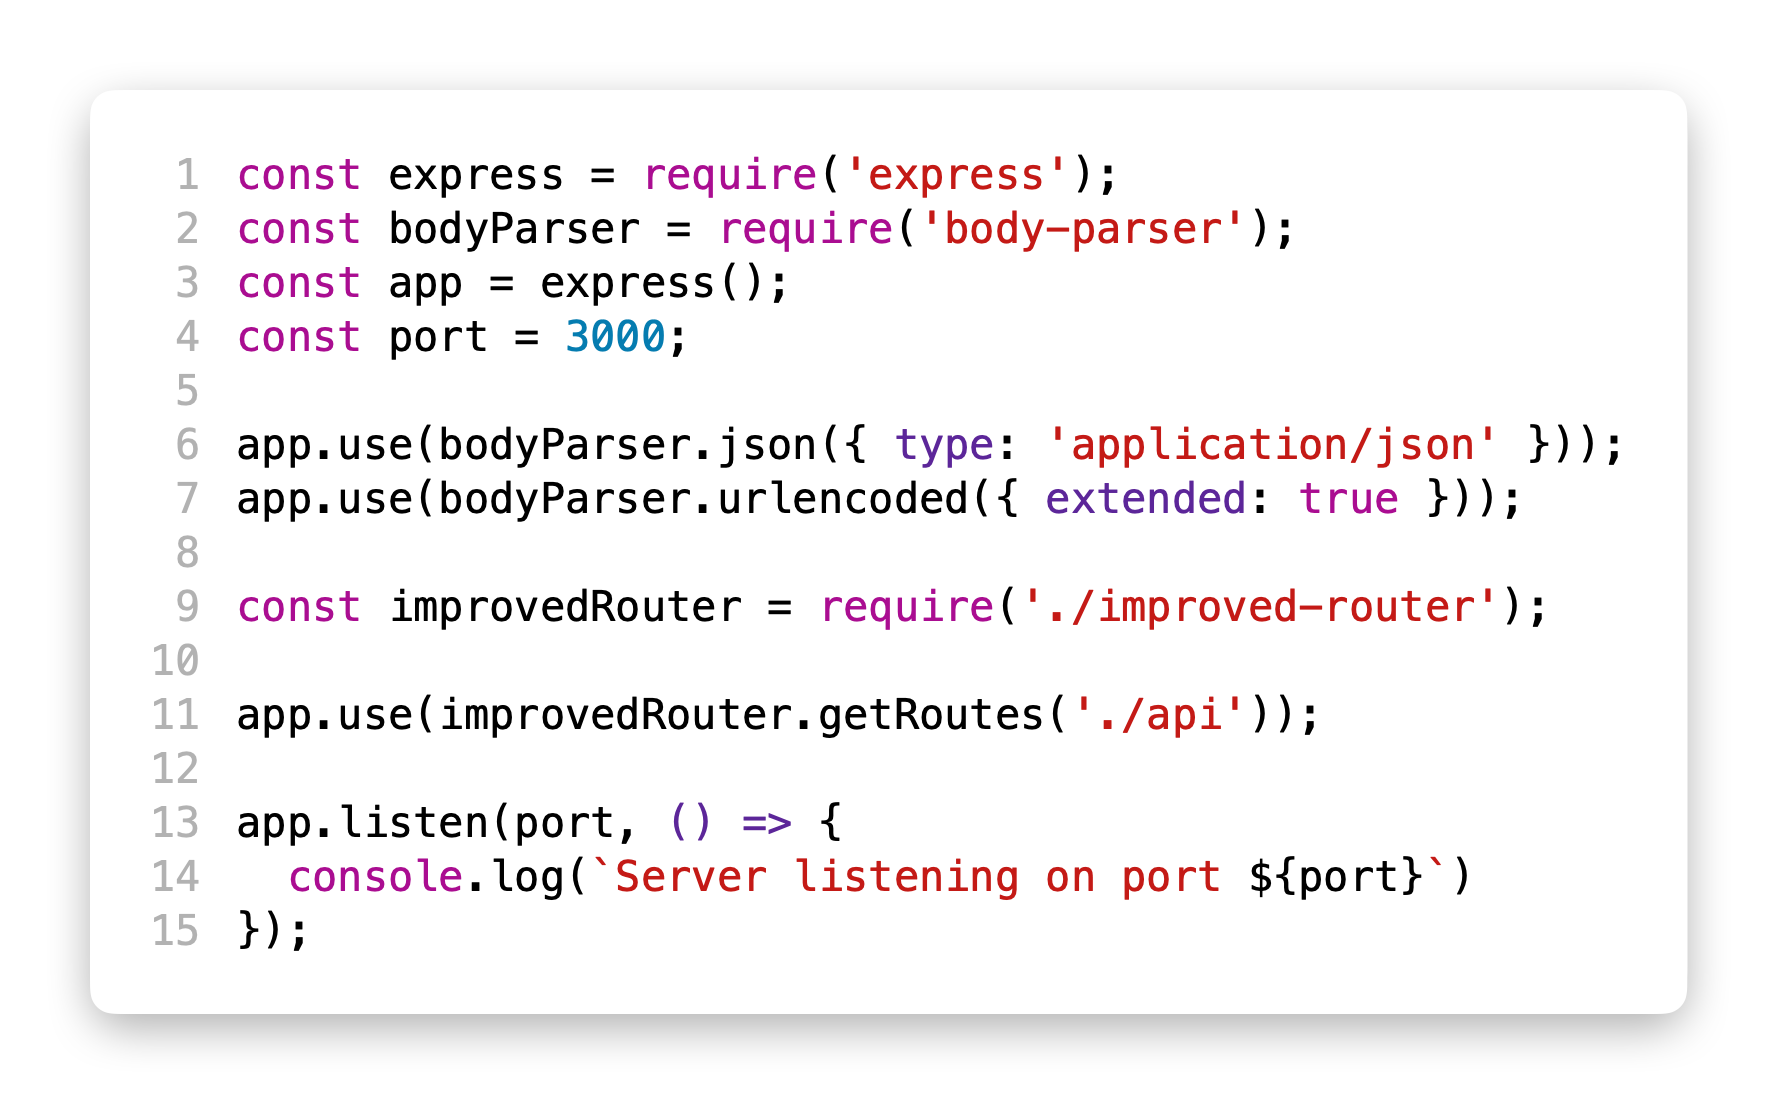 1 const express = require('express');
2 const bodyParser = require('body-parser');
3 const app = express();
4 const port = 3000;
5
6 app.use(bodyParser.json({ type: 'application/json' }));
7 app.use(bodyParser.urlencoded({ extended: true }));
8
9 const improvedRouter = require('./improved-router');
10
11 app.use(improvedRouter.getRoutes('./api'));
12
13 app.listen(port, () => {
14   console.log(`Server listening on port ${port}`)
15 });